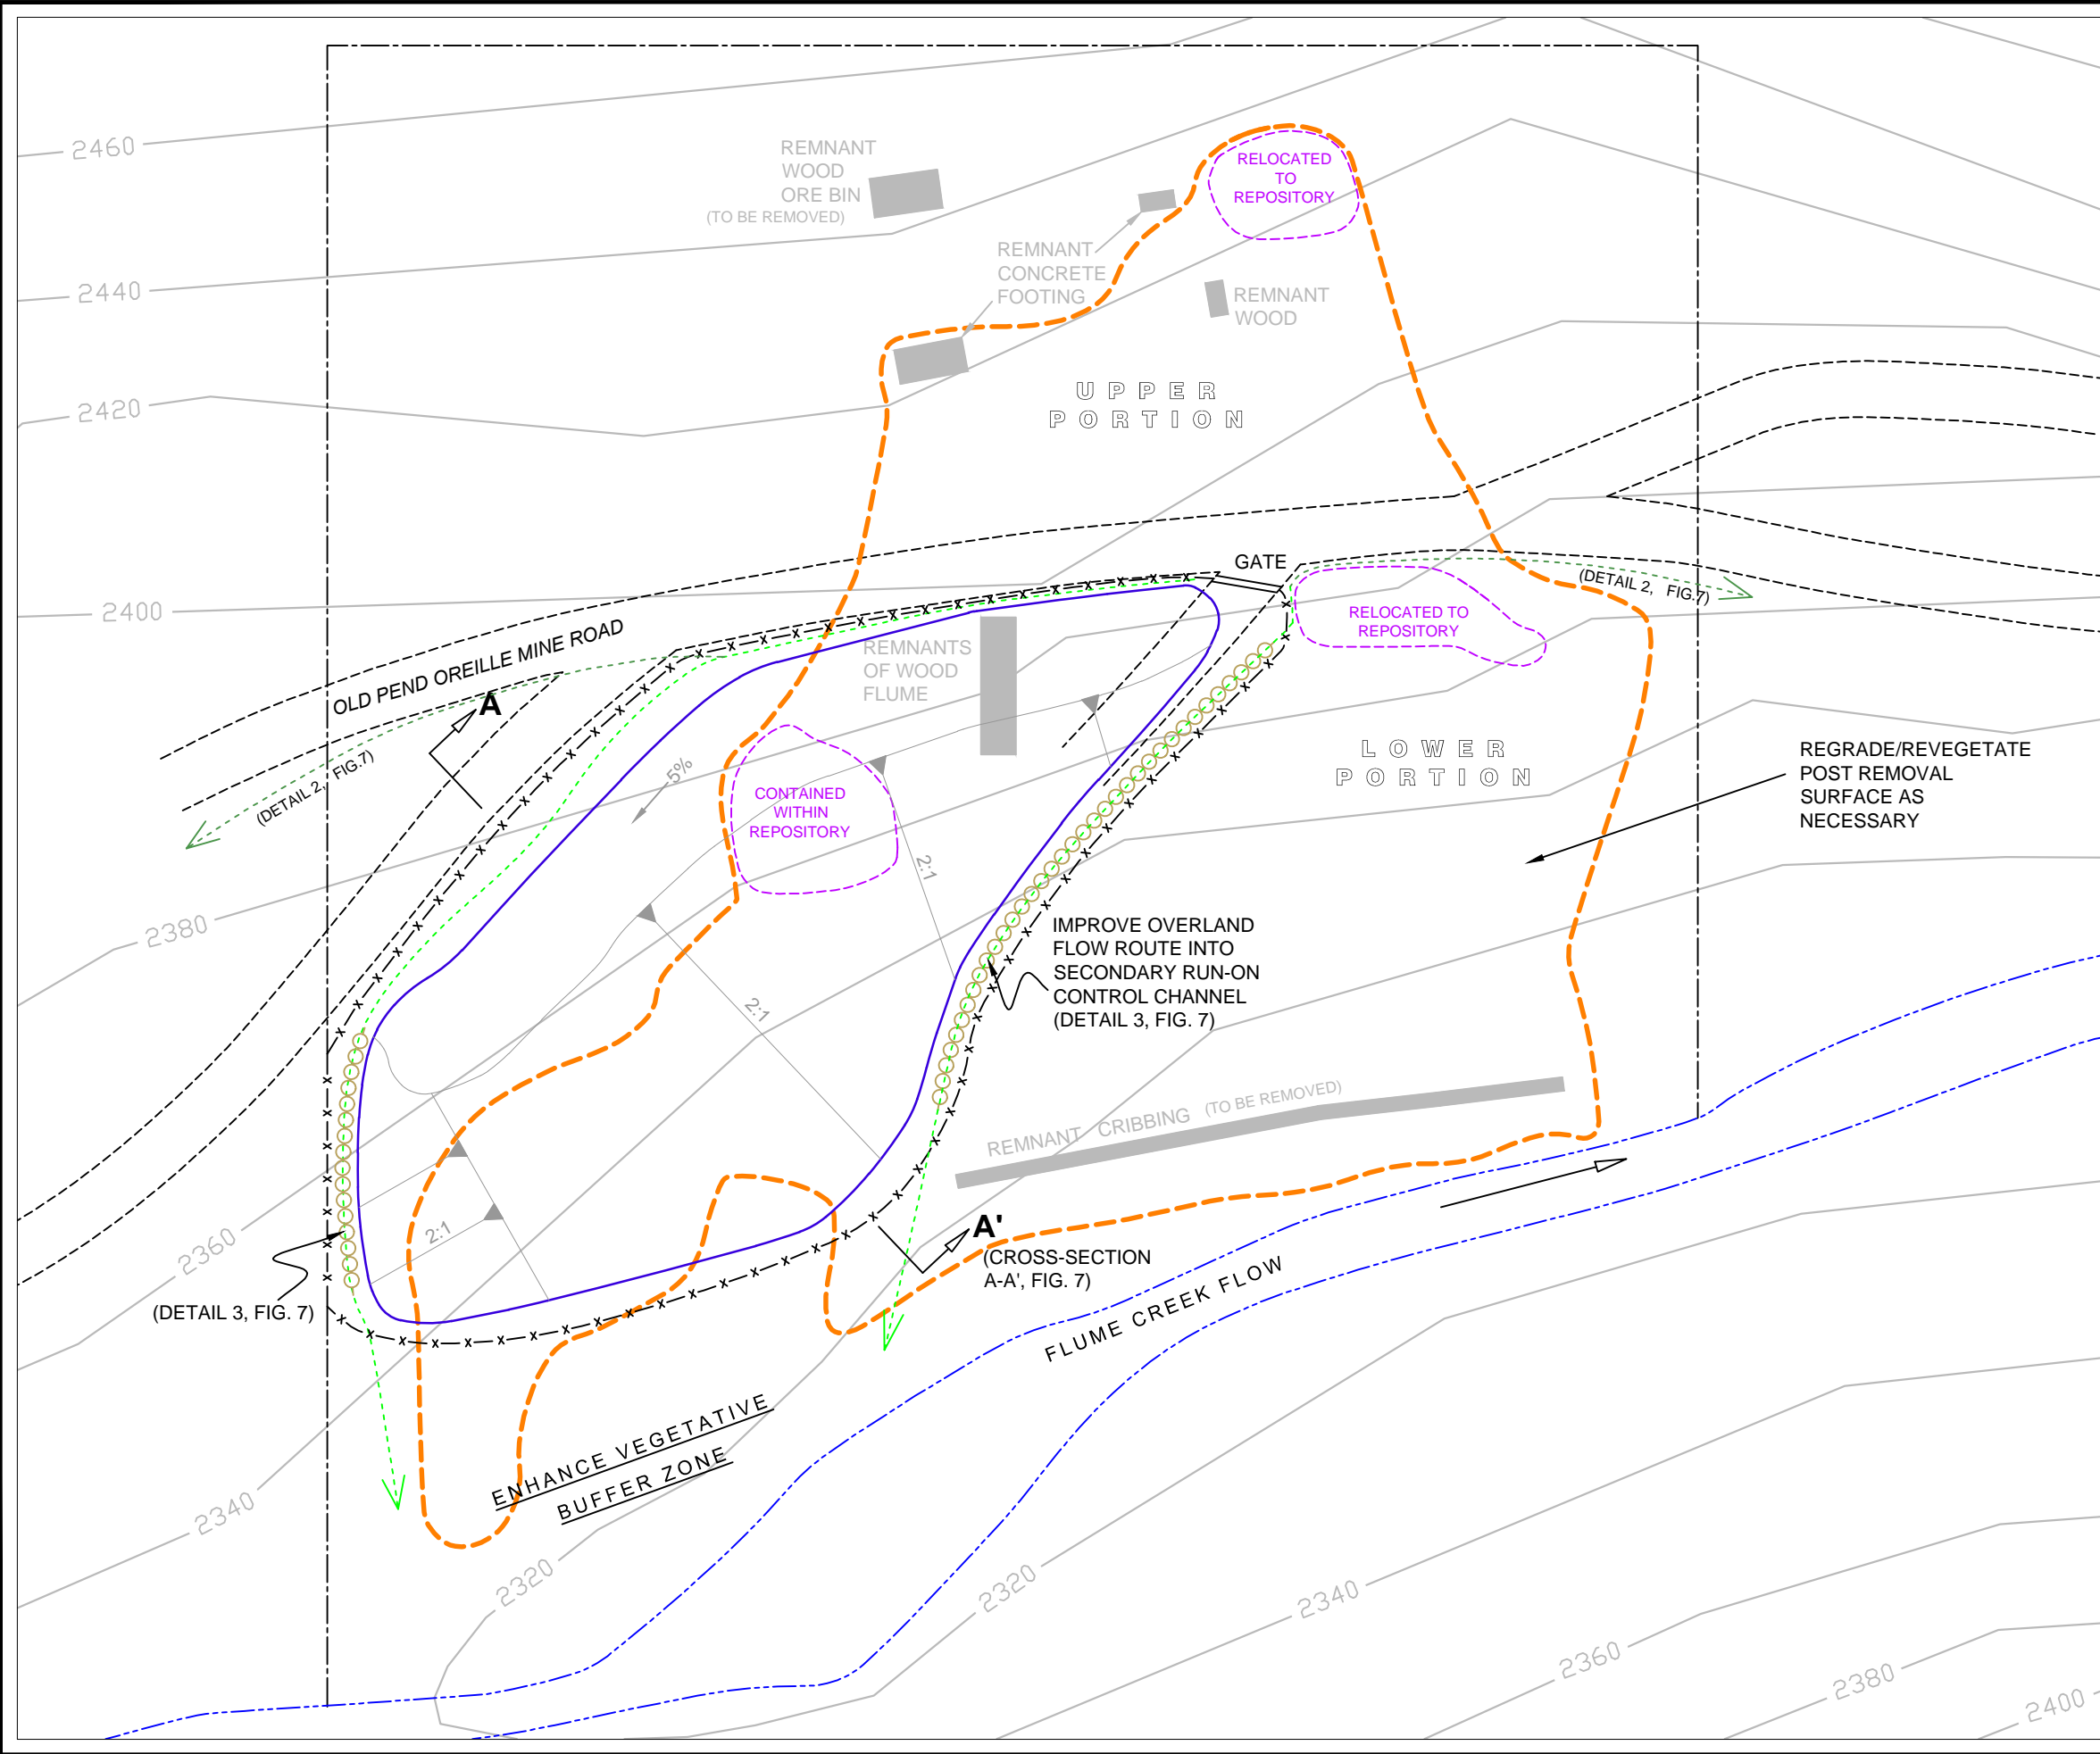 2460
REMNANT
WOOD
ORE BIN
(TO BE REMOVED)
RELOCATED
TO
REPOSITORY
REMNANT
CONCRETE
FOOTING
2440
REMNANT
WOOD
2420
UPPER
PORTION
GATE
(DETAIL 2, FIG.7)
2400
RELOCATED TO
REPOSITORY
OLD PEND OREILLE MINE ROAD
REMNANTS
OF WOOD
FLUME
A
LOWER
PORTION
REGRADE/REVEGETATE
POST REMOVAL
SURFACE AS
NECESSARY
5%
(DETAIL 2, FIG.7)
CONTAINED
WITHIN
REPOSITORY
2:1
2380
IMPROVE OVERLAND
FLOW ROUTE INTO
SECONDARY RUN-ON
CONTROL CHANNEL
(DETAIL 3, FIG. 7)
2:1
REMNANT CRIBBING (TO BE REMOVED)
2360
2:1
A'
(CROSS-SECTION
A-A', FIG. 7)
(DETAIL 3, FIG. 7)
FLUME CREEK FLOW
ENHANCE VEGETATIVE
BUFFER ZONE
2340
2320
2320
2340
2360
2380
2400